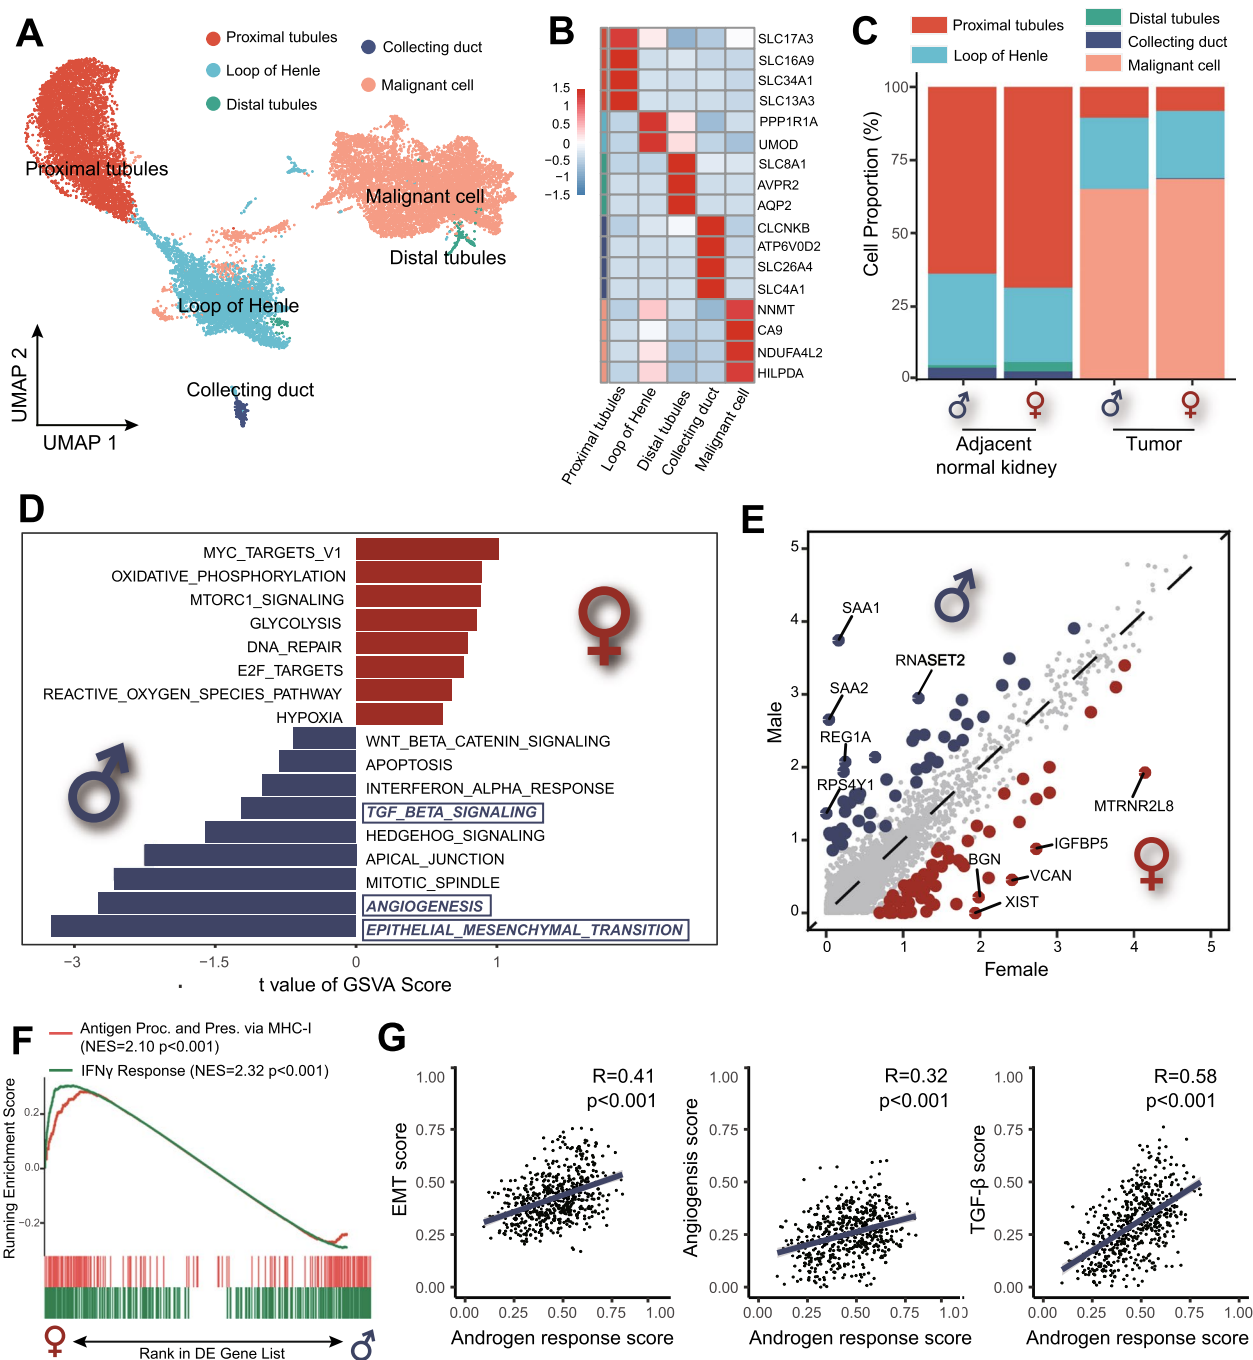 A
Proximal tubules
Loop of Henle
Distal tubules
Collecting duct
Malignant cell
Proximal tubules
Malignant cell
Distal tubules
Loop of Henle
Collecting duct
UMAP 2
UMAP 1
B
1.5
1
0.5
0
−0.5
−1
−1.5
SLC17A3
SLC16A9
SLC34A1
SLC13A3
PPP1R1A
UMOD
SLC8A1
AVPR2
AQP2
CLCNKB
ATP6V0D2
SLC26A4
SLC4A1
NNMT
CA9
NDUFA4L2
HILPDA
Proximal tubules
Loop of Henle
Distal tubules
Collecting duct
Malignant cell
C
Proximal tubules
Loop of Henle
Distal tubules
Collecting duct
Malignant cell
Cell Proportion (%)
100
75
50
25
0
♂ ♀ ♂ ♀
Adjacent
normal kidney
Tumor
D
MYC_TARGETS_V1
OXIDATIVE_PHOSPHORYLATION
MTORC1_SIGNALING
GLYCOLYSIS
DNA_REPAIR
E2F_TARGETS
REACTIVE_OXYGEN_SPECIES_PATHWAY
HYPOXIA
WNT_BETA_CATENIN_SIGNALING
APOPTOSIS
INTERFERON_ALPHA_RESPONSE
TGF_BETA_SIGNALING
HEDGEHOG_SIGNALING
APICAL_JUNCTION
MITOTIC_SPINDLE
ANGIOGENESIS
EPITHELIAL_MESENCHYMAL_TRANSITION
♀
♂
−3 −1.5 0 1
t value of GSVA Score
E
Male
5
4
3
2
1
0
♂
SAA1
RNASET2
SAA2
REG1A
RPS4Y1
MTRNR2L8
IGFBP5
BGN
VCAN
XIST
♀
0 1 2 3 4 5
Female
F
Antigen Proc. and Pres. via MHC-I
(NES=2.10 p<0.001)
IFNγ Response (NES=2.32 p<0.001)
Running Enrichment Score
0.2
0.0
−0.2
♀ ♂
Rank in DE Gene List
G
EMT score
1.00
0.75
0.50
0.25
0.00
R=0.41
p<0.001
0.00 0.25 0.50 0.75 1.00
Androgen response score
Angiogensis score
1.00
0.75
0.50
0.25
0.00
R=0.32
p<0.001
0.00 0.25 0.50 0.75 1.00
Androgen response score
TGF-β score
1.00
0.75
0.50
0.25
0.00
R=0.58
p<0.001
0.00 0.25 0.50 0.75 1.00
Androgen response score